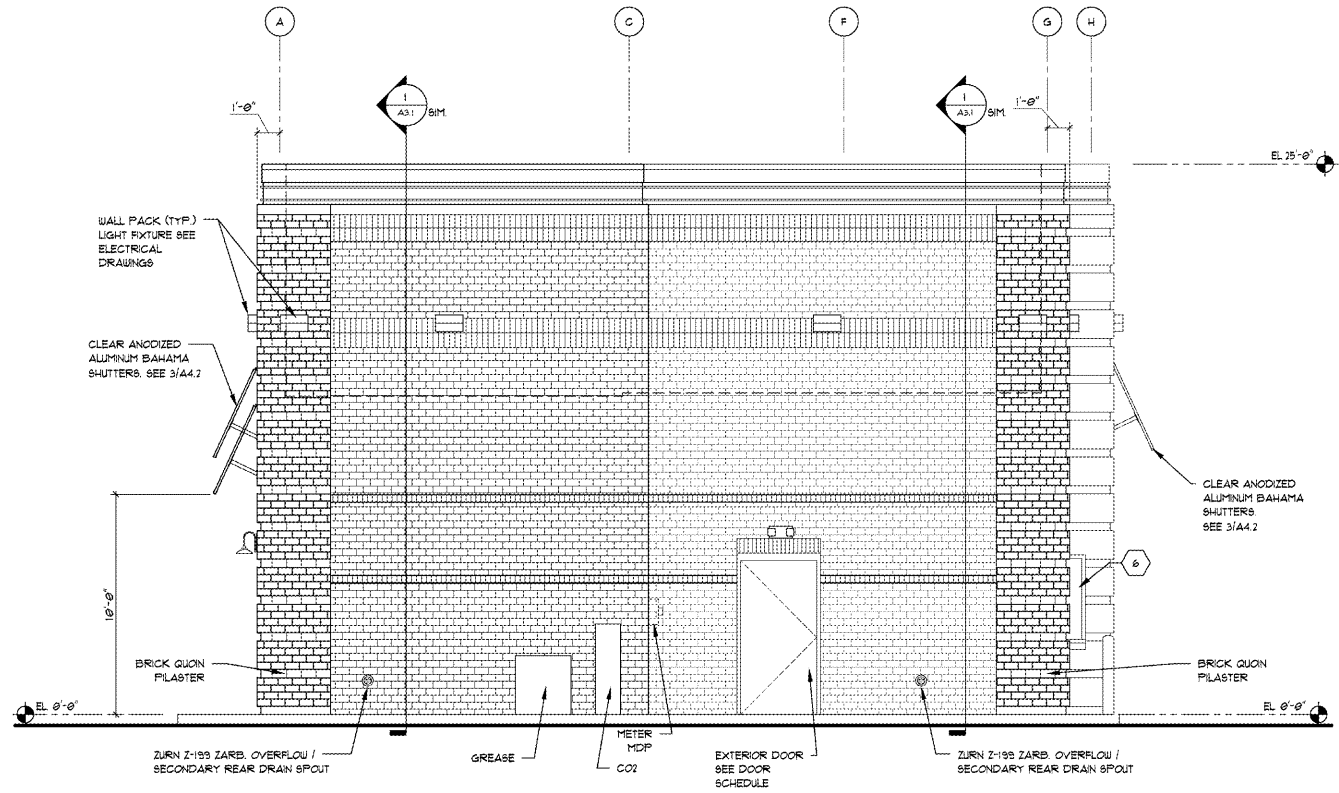 A
C
F
G
H
1'-0"
1
A3.1
SIM.
1
A3.1
SIM.
1'-0"
EL 25'-0"
WALL PACK (TYP.)
LIGHT FIXTURE SEE
ELECTRICAL
DRAWINGS
CLEAR ANODIZED
ALUMINUM BAHAMA
SHUTTERS. SEE 3/A4.2
CLEAR ANODIZED
ALUMINUM BAHAMA
SHUTTERS.
SEE 3/A4.2
6
10'-0"
BRICK QUOIN
PILASTER
BRICK QUOIN
PILASTER
EL 0'-0"
EL 0'-0"
ZURN Z-199 ZARB. OVERFLOW /
SECONDARY REAR DRAIN SPOUT
GREASE
METER
MDP
CO2
EXTERIOR DOOR
SEE DOOR
SCHEDULE
ZURN Z-199 ZARB. OVERFLOW /
SECONDARY REAR DRAIN SPOUT